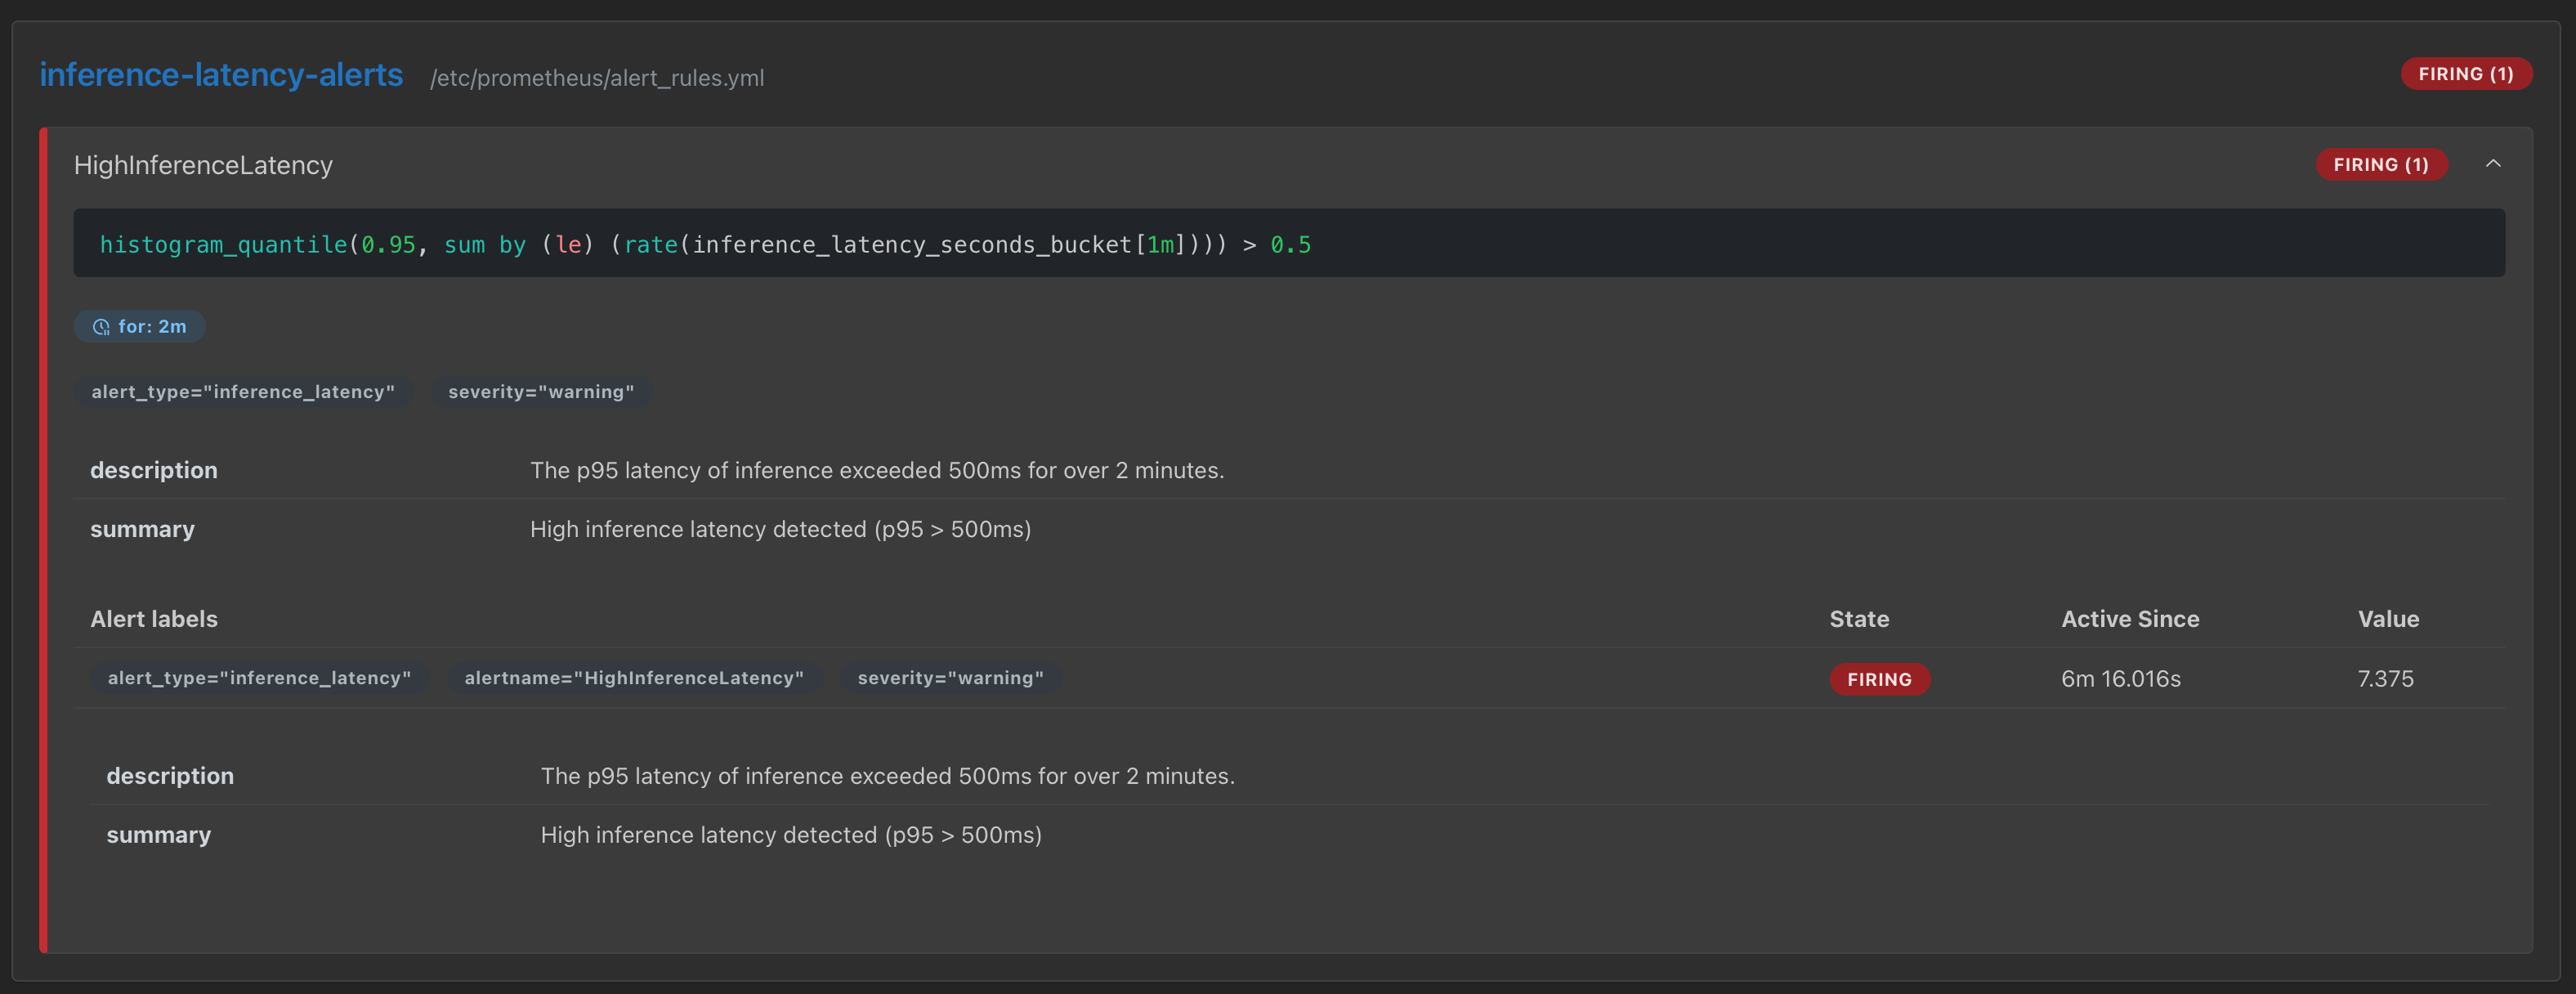 inference-latency-alerts /etc/prometheus/alert_rules.yml FIRING (1)
HighInferenceLatency FIRING (1)
histogram_quantile(0.95, sum by (le) (rate(inference_latency_seconds_bucket[1m]))) > 0.5
for: 2m
alert_type="inference_latency" severity="warning"
description The p95 latency of inference exceeded 500ms for over 2 minutes.
summary High inference latency detected (p95 > 500ms)
Alert labels State Active Since Value
alert_type="inference_latency" alertname="HighInferenceLatency" severity="warning" FIRING 6m 16.016s 7.375
description The p95 latency of inference exceeded 500ms for over 2 minutes.
summary High inference latency detected (p95 > 500ms)